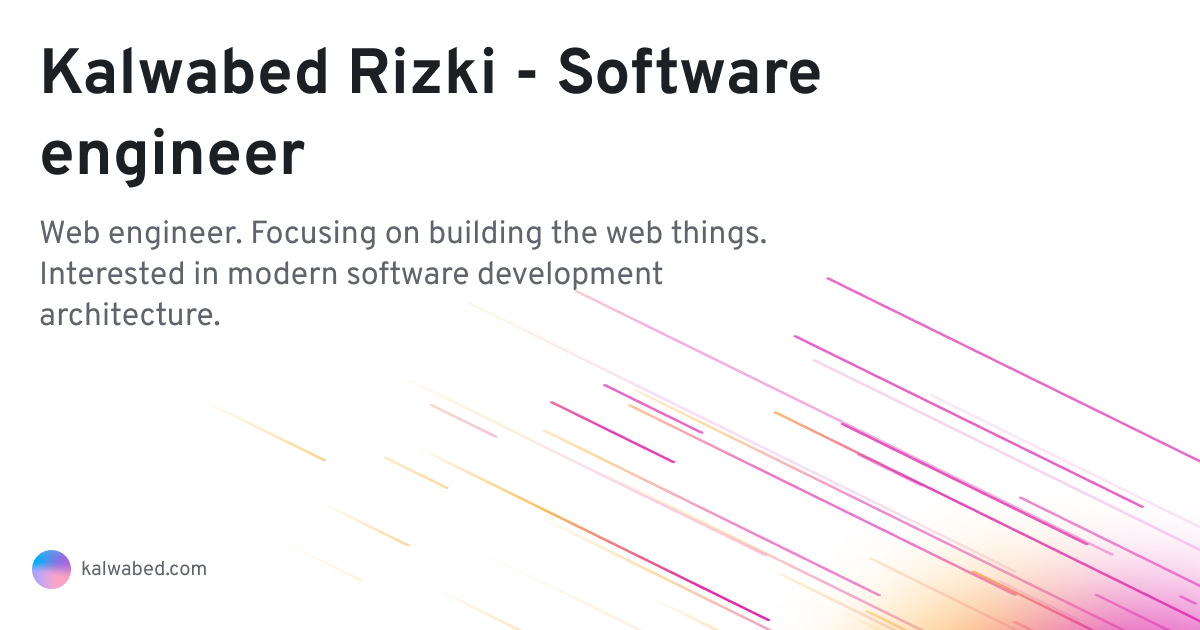 Kalwabed Rizki - Software
engineer
Web engineer. Focusing on building the web things.
Interested in modern software development
architecture.
kalwabed.com